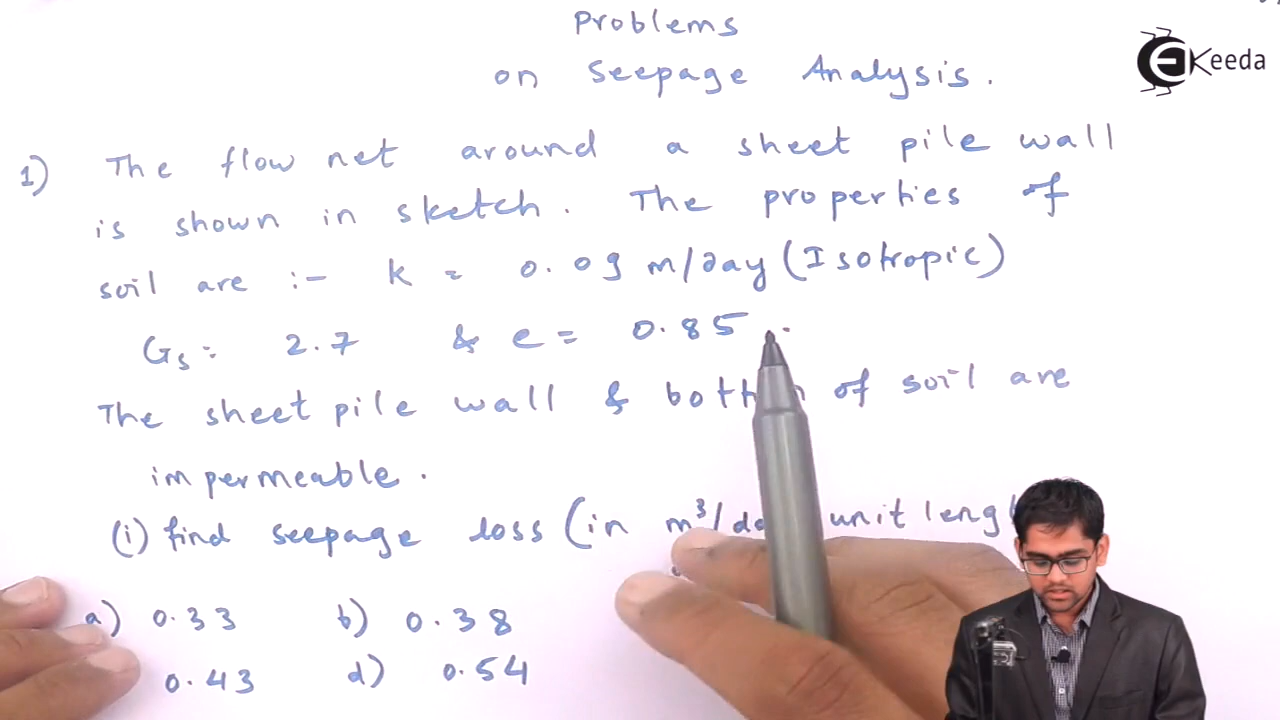 Problems
on Seepage Analysis.
EKeeda
1) The flow net around a sheet pile wall
is shown in sketch. The properties of
soil are :- k = 0.09 m/day (Isotropic)
Gs = 2.7 & e = 0.85
The sheet pile wall & of soil are
impermeable.
(i) find seepage loss (in m³/ unit
a) 0.33 b) 0.38
0.43 d) 0.54